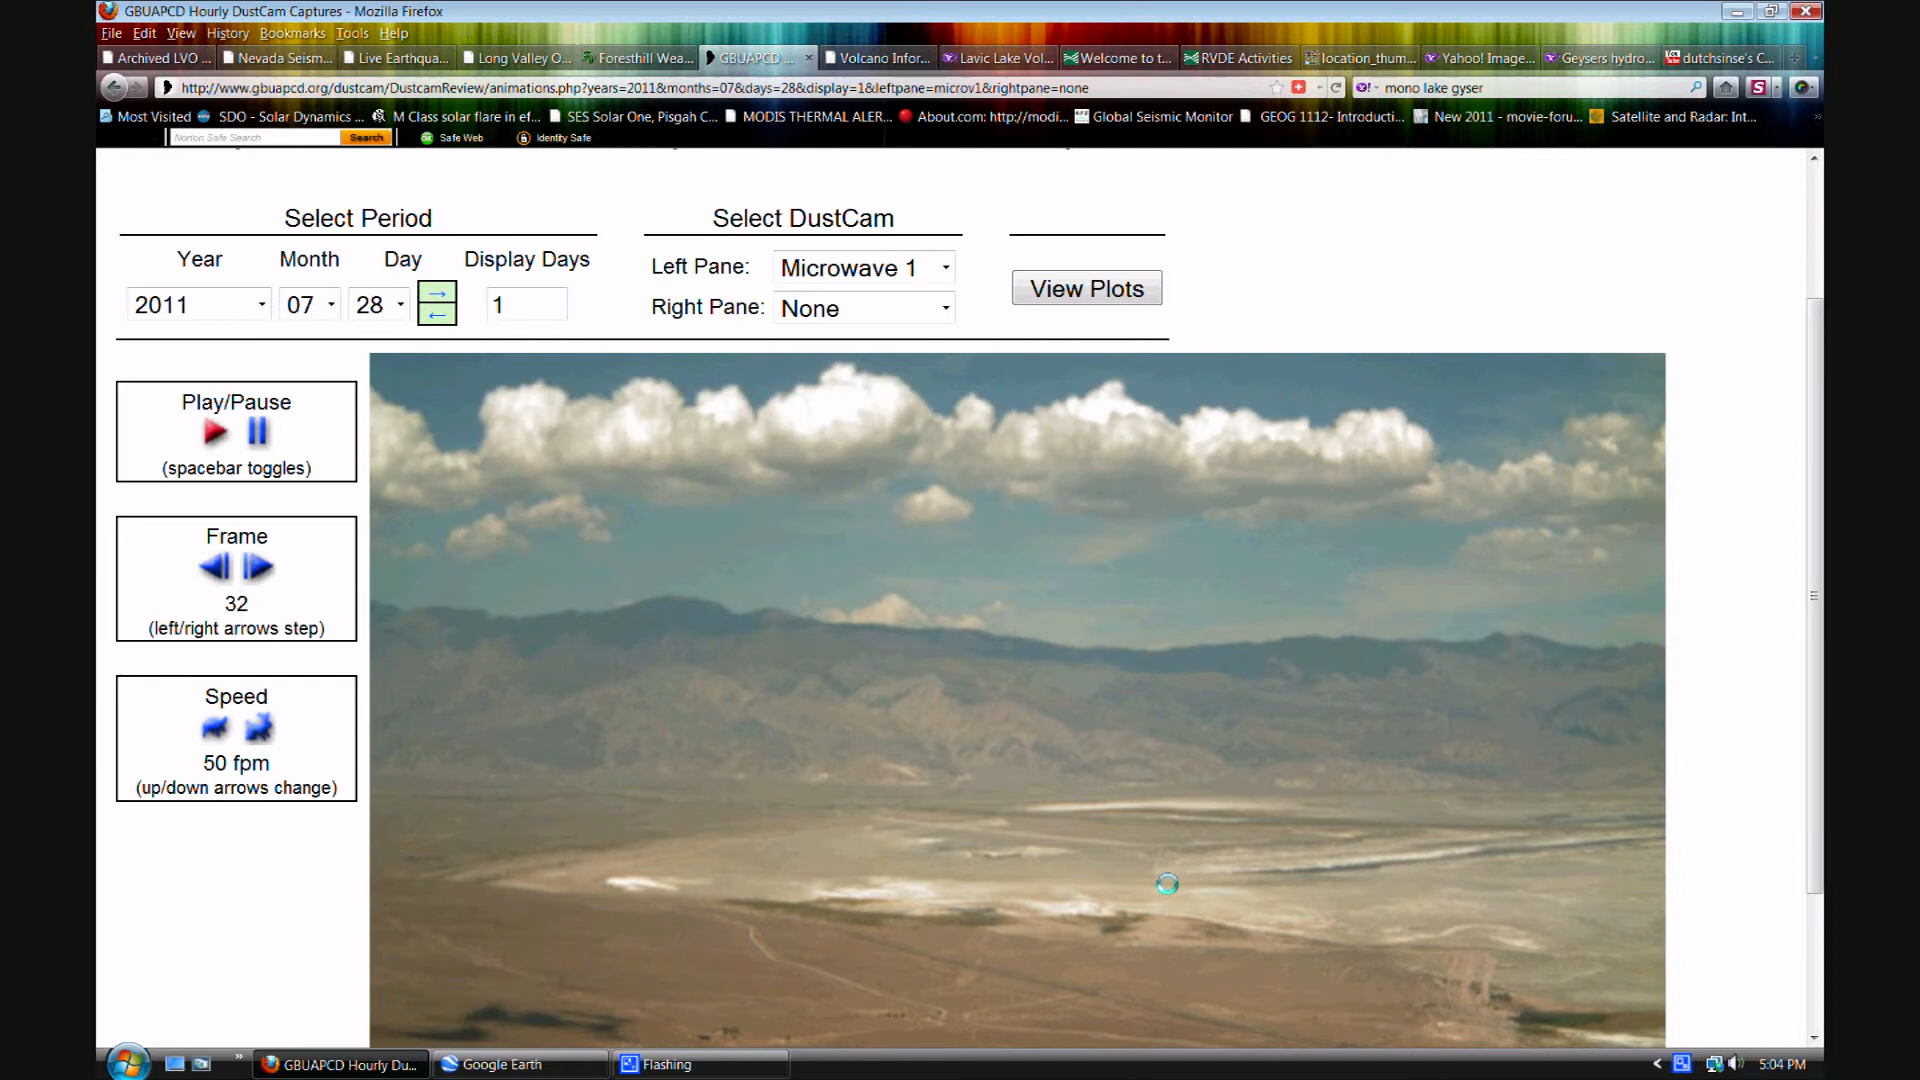 GBUAPCD Hourly DustCam Captures - Mozilla Firefox
File Edit View History Bookmarks Tools Help
Archived LVO ... Nevada Seism... Live Earthqua... Long Valley O... Foresthill Wea... GBUAPCD ... Volcano Infor... Lavic Lake Vol... Welcome to t... RVDE Activities location_thum... Yahoo! Image... Geysers hydro... dutchsinse's C...
http://www.gbuapcd.org/dustcam/DustcamReview/animations.php?years=2011&months=07&days=28&display=1&leftpane=microv1&rightpane=none mono lake gyser
Most Visited SDO - Solar Dynamics ... M Class solar flare in ef... SES Solar One, Pisgah C... MODIS THERMAL ALER... About.com: http://modi... Global Seismic Monitor GEOG 1112- Introducti... New 2011 - movie-foru... Satellite and Radar: Int...
Norton Safe Search Search Safe Web Identity Safe
Select Period Select DustCam
Year Month Day Display Days
Left Pane: Microwave 1
View Plots
2011 07 28 1
Right Pane: None
Play/Pause
(spacebar toggles)
Frame
32
(left/right arrows step)
Speed
50 fpm
(up/down arrows change)
GBUAPCD Hourly Du... Google Earth Flashing 5:04 PM